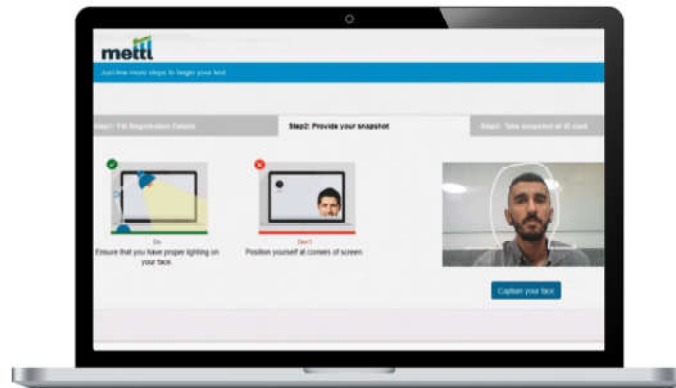 mettl
Just few more steps to begin your test
Step1: Fill Registration Details
Step2: Provide your snapshot
Step3: Take snapshot of ID card
Do
Ensure that you have proper lighting on
your face.
Don't
Position yourself at corners of screen
Capture your face